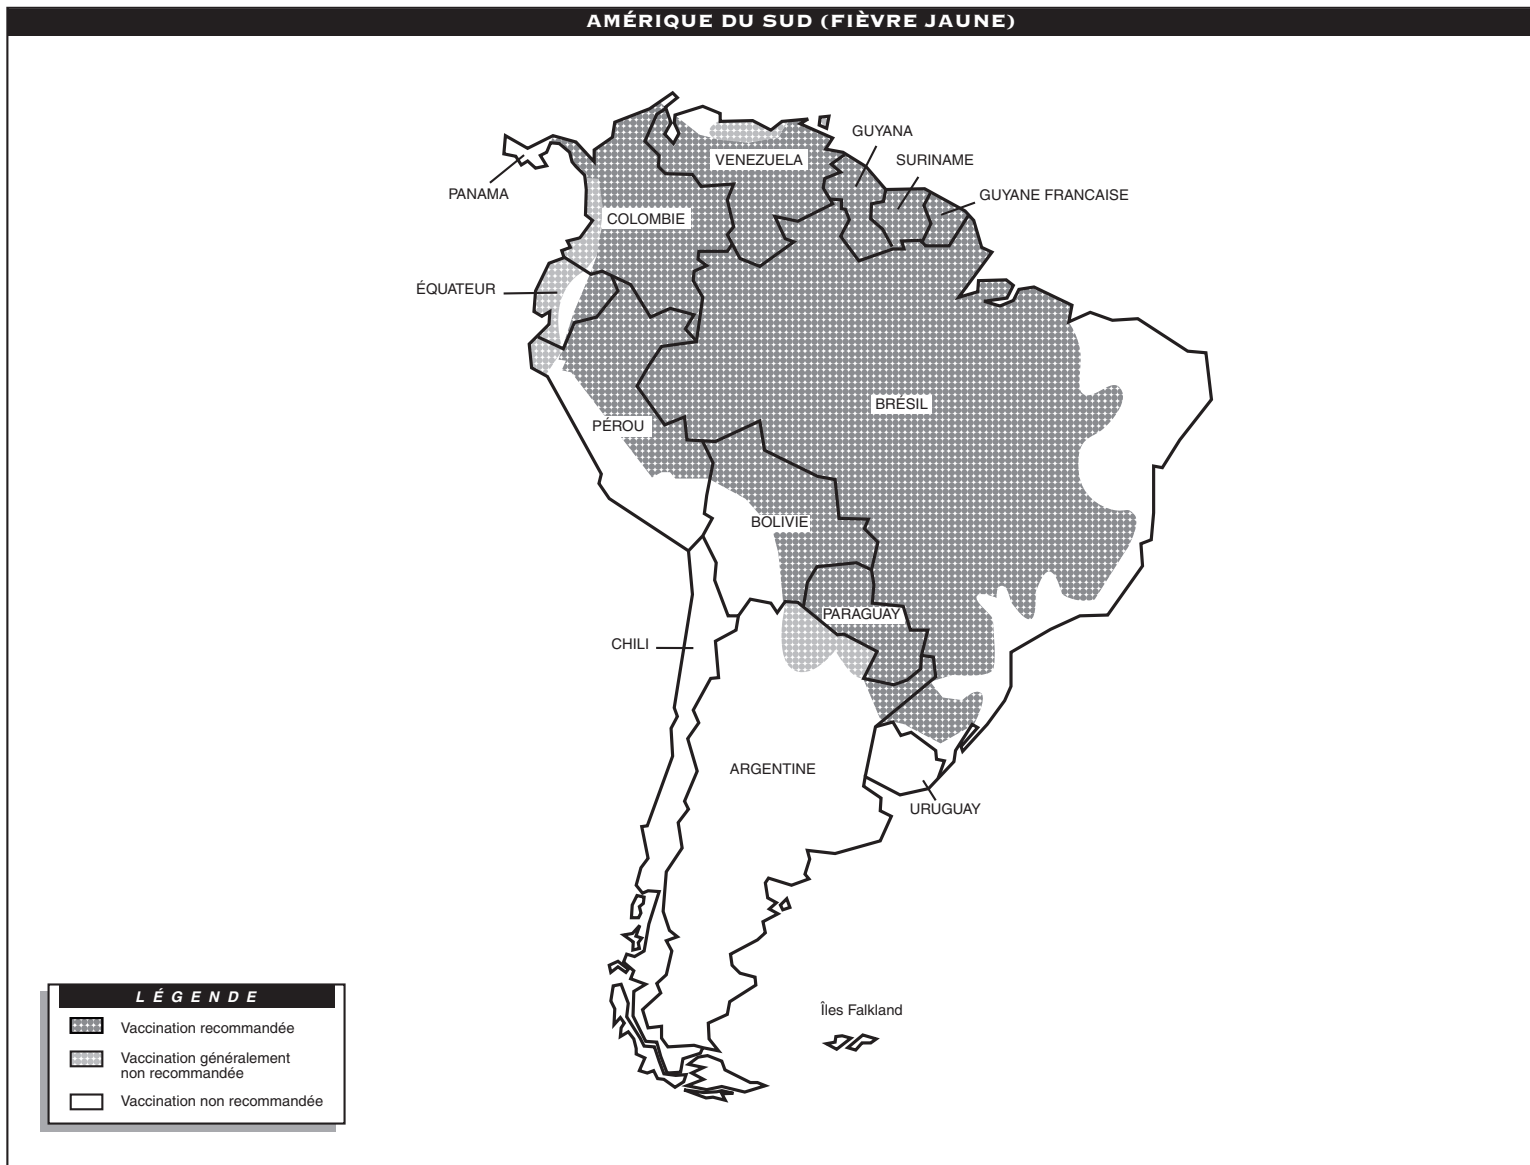 AMÉRIQUE DU SUD (FIÈVRE JAUNE)
GUYANA
SURINAME
VENEZUELA
PANAMA
GUYANE FRANCAISE
COLOMBIE
ÉQUATEUR
BRÉSIL
PÉROU
BOLIVIE
PARAGUAY
CHILI
ARGENTINE
URUGUAY
Îles Falkland
LÉGENDE
Vaccination recommandée
Vaccination généralement
non recommandée
Vaccination non recommandée